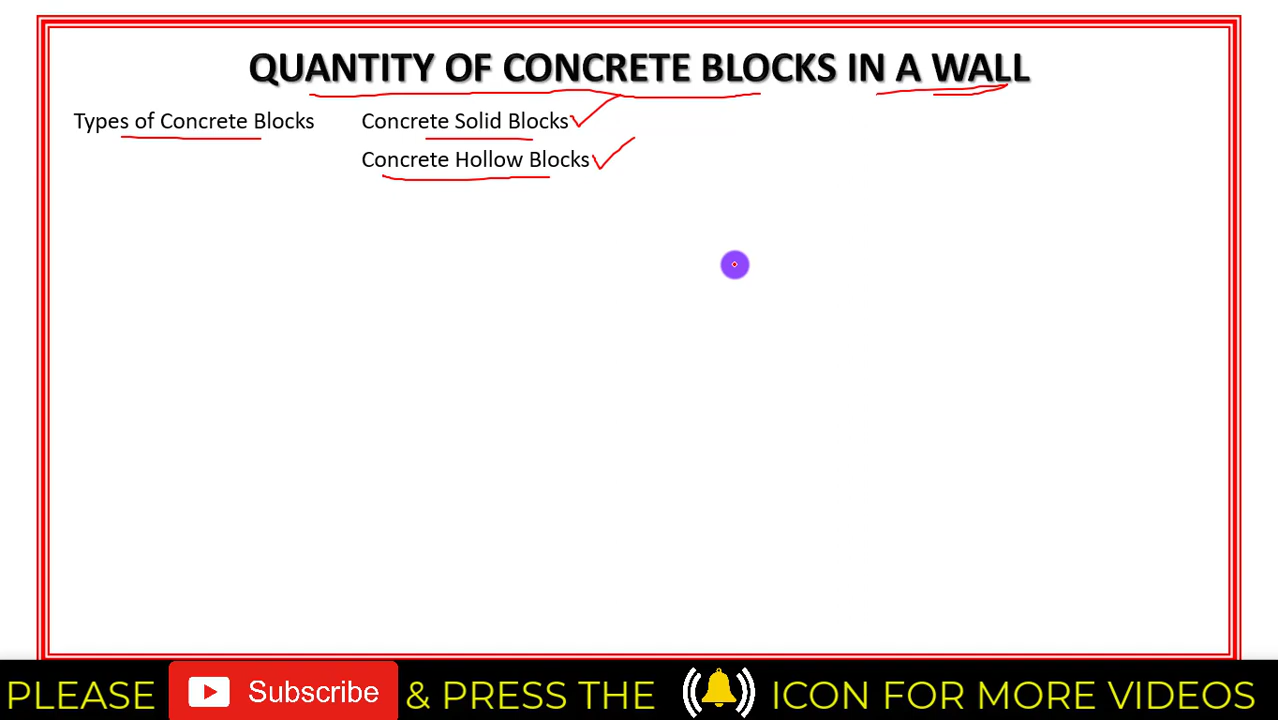 QUANTITY OF CONCRETE BLOCKS IN A WALL
Types of Concrete Blocks Concrete Solid Blocks
Concrete Hollow Blocks
PLEASE Subscribe & PRESS THE ICON FOR MORE VIDEOS